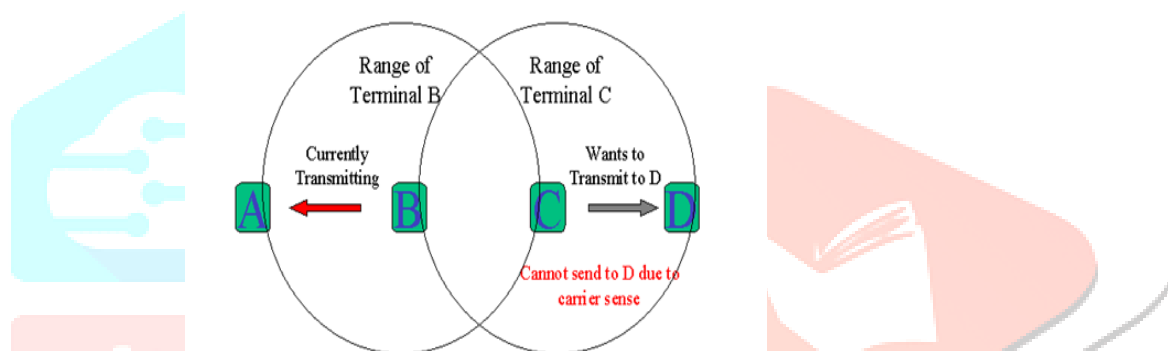 Range of
Terminal B
Range of
Terminal C
Currently
Transmitting
Wants to
Transmit to D
A
B
C
D
Cannot send to D due to
carrier sense